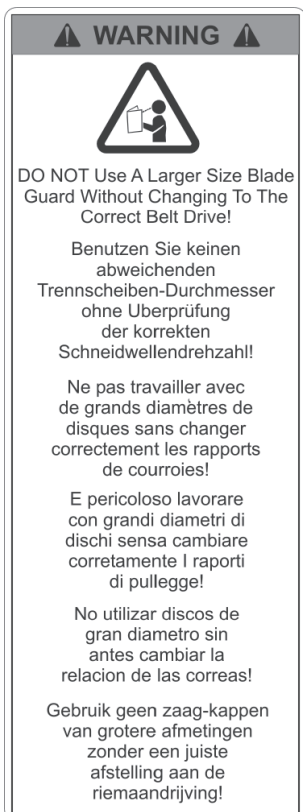 WARNING
DO NOT Use A Larger Size Blade
Guard Without Changing To The
Correct Belt Drive!
Benutzen Sie keinen
abweichenden
Trennscheiben-Durchmesser
ohne Uberprüfung
der korrekten
Schneidwellendrehzahl!
Ne pas travailler avec
de grands diamètres de
disques sans changer
correctement les rapports
de courroies!
E pericoloso lavorare
con grandi diametri di
dischi sensa cambiare
corretamente I raporti
di pullegge!
No utilizar discos de
gran diametro sin
antes cambiar la
relacion de las correas!
Gebruik geen zaag-kappen
van grotere afmetingen
zonder een juiste
afstelling aan de
riemaandrijving!